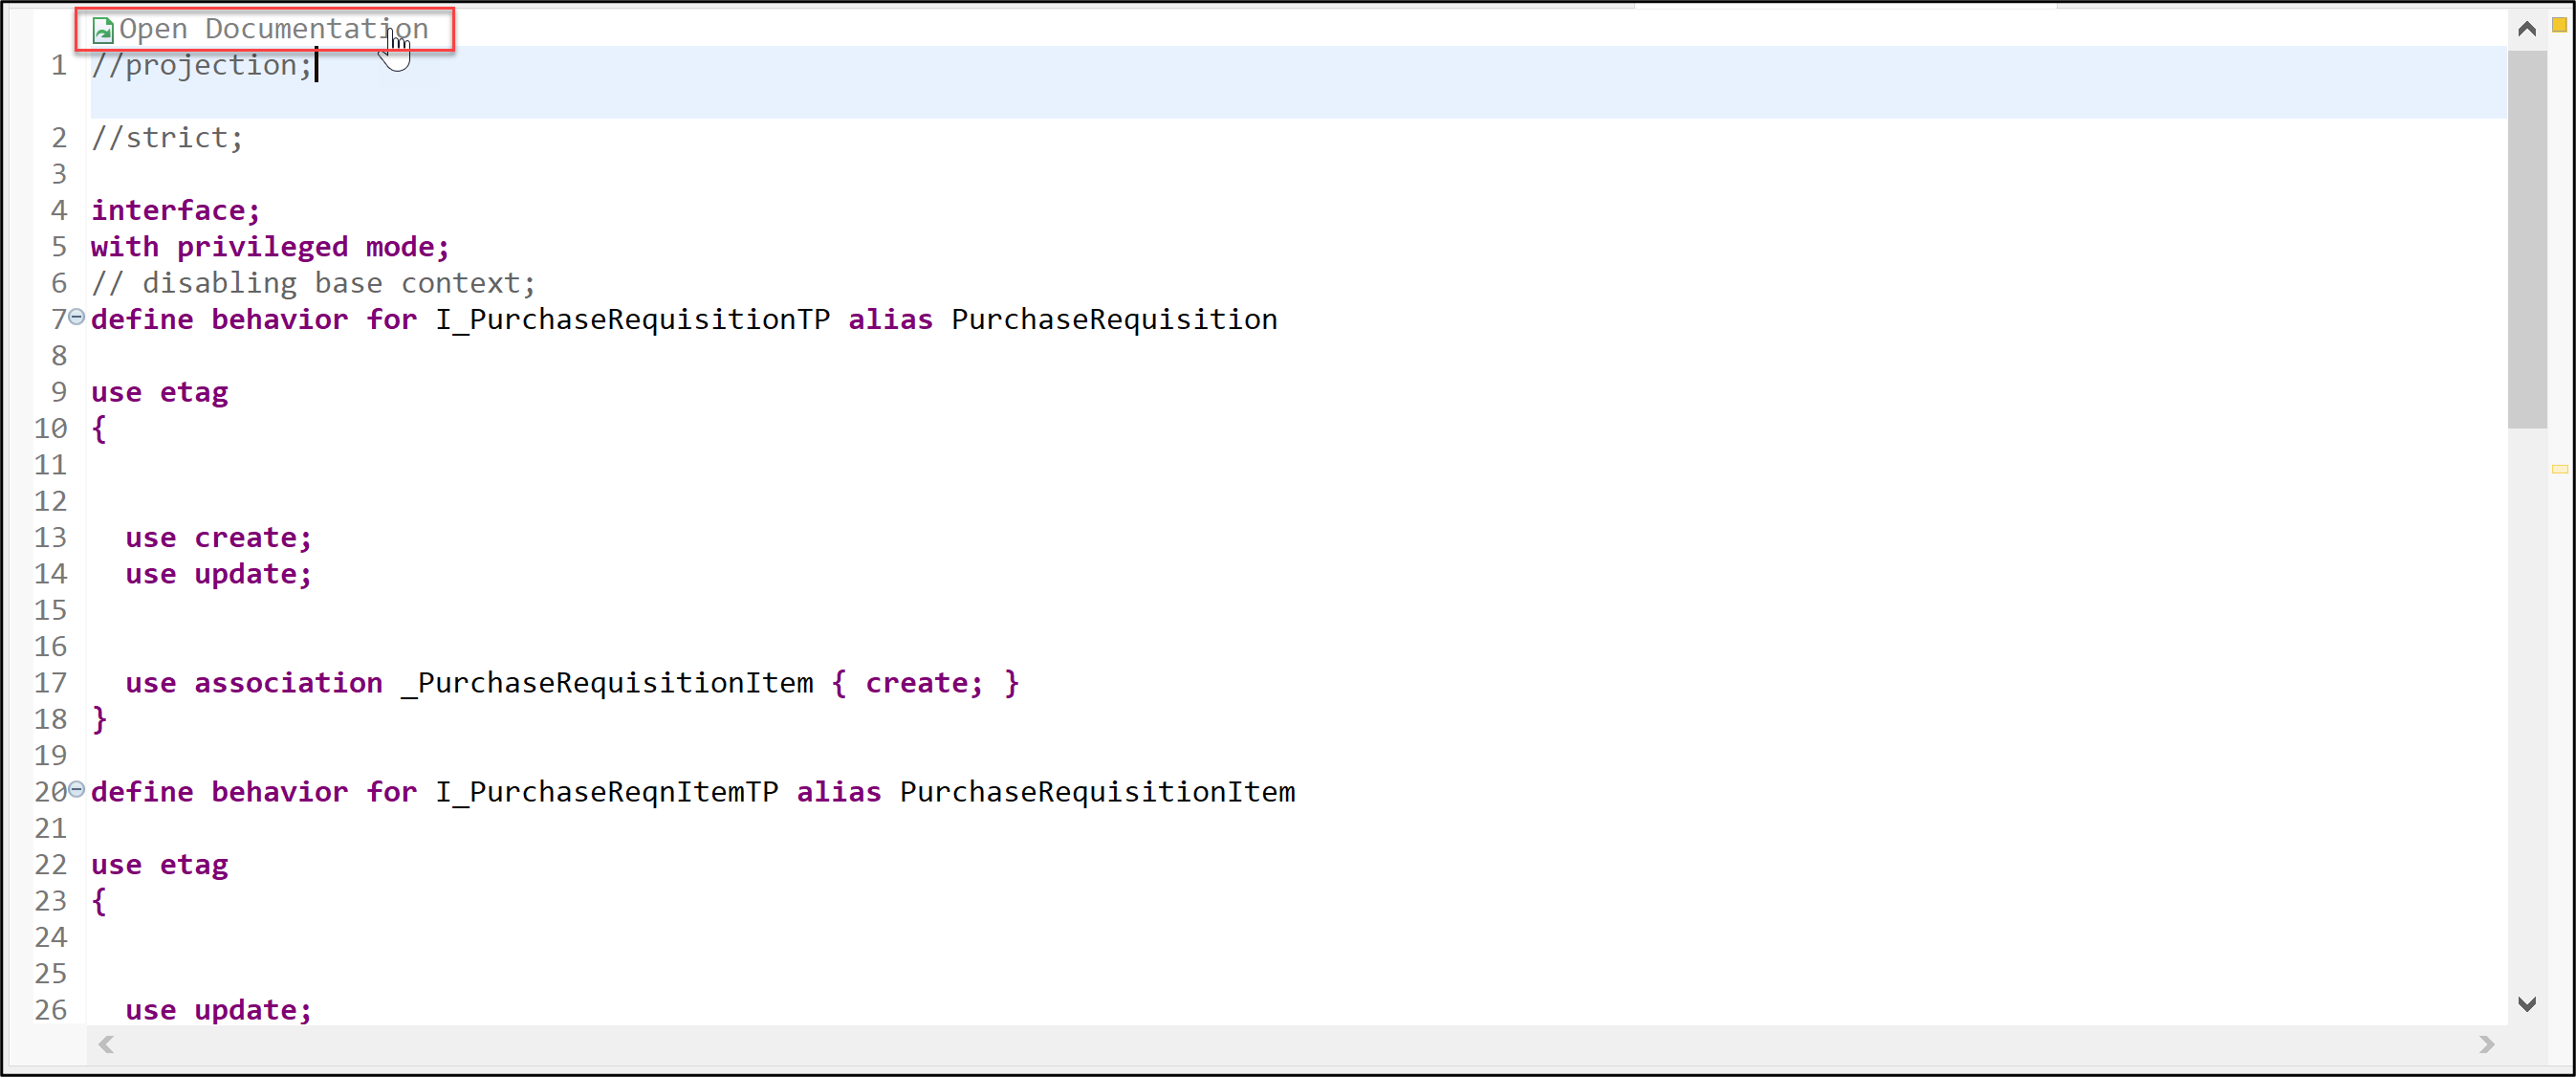 Open Documentation
1 //projection;
2 //strict;
3
4 interface;
5 with privileged mode;
6 // disabling base context;
7 define behavior for I_PurchaseRequisitionTP alias PurchaseRequisition
8
9 use etag
10 {
11
12
13 use create;
14 use update;
15
16
17 use association _PurchaseRequisitionItem { create; }
18 }
19
20 define behavior for I_PurchaseReqnItemTP alias PurchaseRequisitionItem
21
22 use etag
23 {
24
25
26 use update;